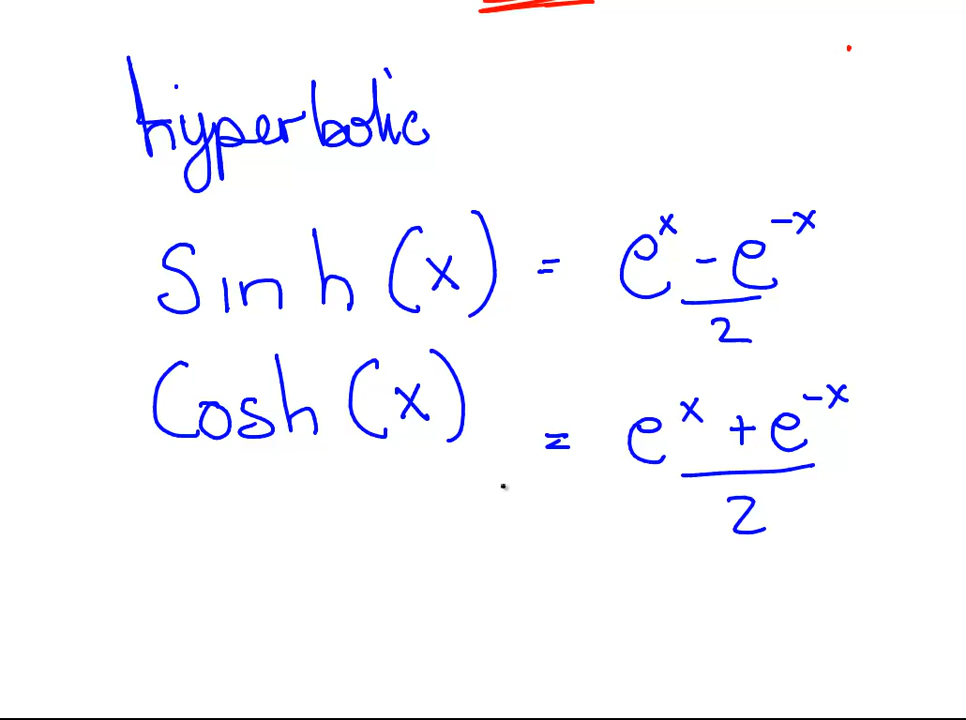 hyperbolic
Sinh(x) = e^x - e^-x / 2
Cosh(x) = e^x + e^-x / 2